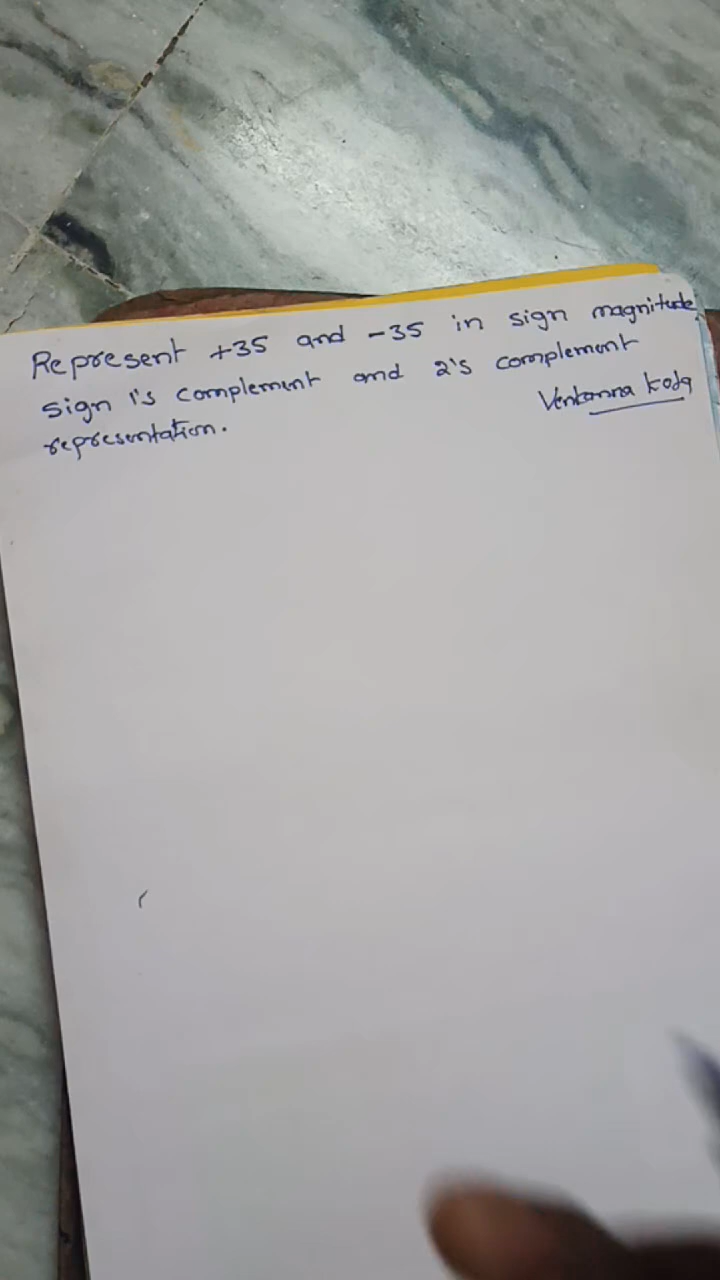 Represent +35 and -35 in sign magnitude
sign 1's complement and 2's complement
representation.
Venkanna Koda